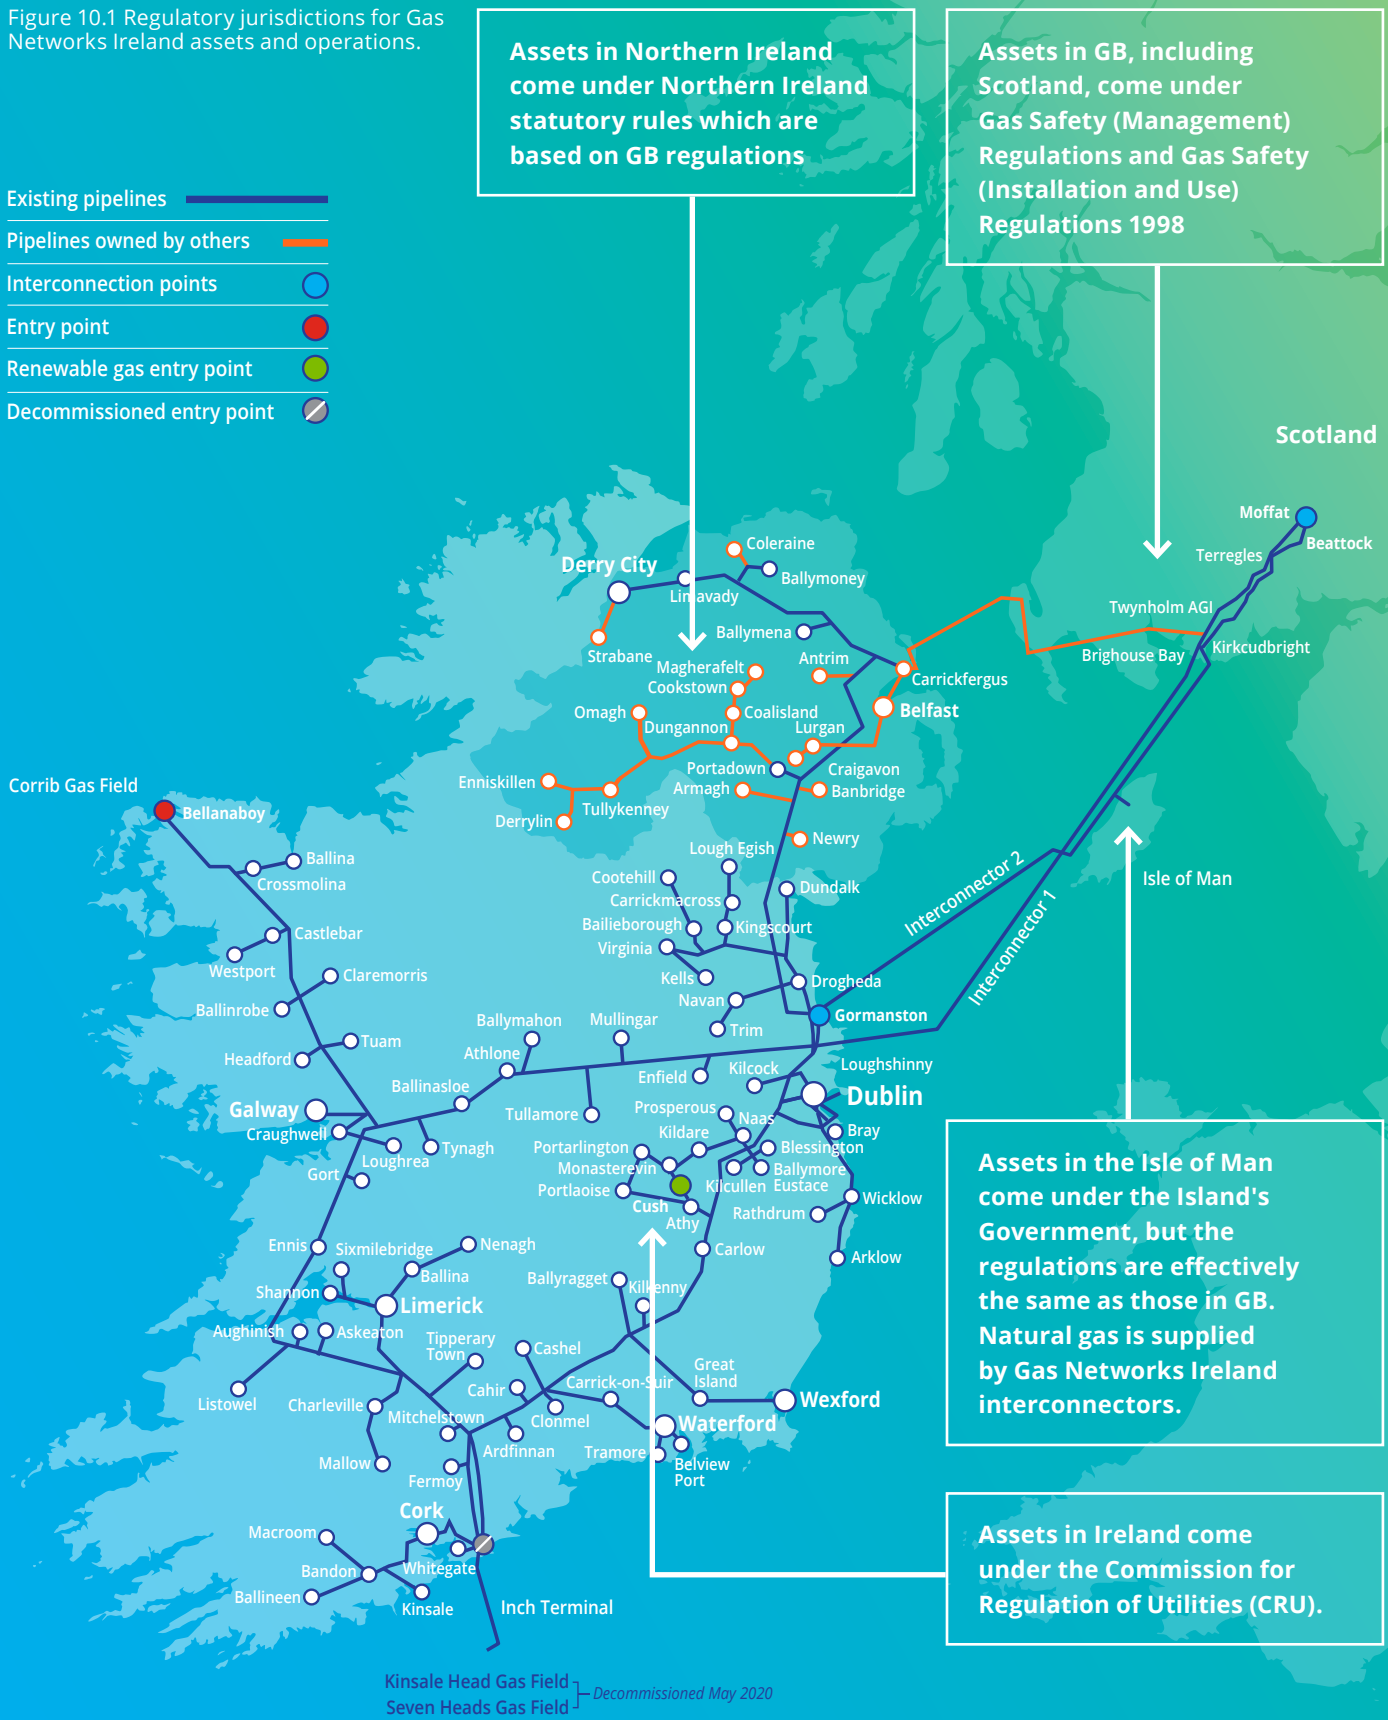 Figure 10.1 Regulatory jurisdictions for Gas
Networks Ireland assets and operations.
Assets in Northern Ireland
come under Northern Ireland
statutory rules which are
based on GB regulations
Assets in GB, including
Scotland, come under
Gas Safety (Management)
Regulations and Gas Safety
(Installation and Use)
Regulations 1998
Existing pipelines
Pipelines owned by others
Interconnection points
Entry point
Renewable gas entry point
Decommissioned entry point
Scotland
Moffat
Beattock
Terregles
Twynholm AGI
Kirkcudbright
Brighouse Bay
Coleraine
Derry City
Ballymoney
Limavady
Ballymena
Strabane
Antrim
Magherafelt
Cookstown
Carrickfergus
Omagh
Coalisland
Belfast
Dungannon
Lurgan
Portadown
Craigavon
Enniskillen
Armagh
Banbridge
Tullykenney
Derrylin
Newry
Corrib Gas Field
Bellanaboy
Lough Egish
Ballina
Crossmolina
Cootehill
Dundalk
Carrickmacross
Interconnector 2
Isle of Man
Bailieborough
Kingscourt
Castlebar
Virginia
Westport
Claremorris
Kells
Drogheda
Interconnector 1
Navan
Ballinrobe
Gormanston
Ballymahon
Mullingar
Trim
Tuam
Athlone
Headford
Loughshinny
Kilcock
Enfield
Ballinasloe
Dublin
Galway
Tullamore
Prosperous
Naas
Craughwell
Kildare
Bray
Tynagh
Portarlington
Blessington
Loughrea
Monasterevin
Ballymore
Eustace
Gort
Portlaoise
Kilcullen
Cush
Wicklow
Athy
Rathdrum
Assets in the Isle of Man
come under the Island's
Government, but the
regulations are effectively
the same as those in GB.
Natural gas is supplied
by Gas Networks Ireland
interconnectors.
Ennis
Sixmilebridge
Nenagh
Carlow
Arklow
Ballina
Ballyragget
Kilkenny
Shannon
Limerick
Aughinish
Askeaton
Tipperary
Town
Cashel
Great
Island
Cahir
Carrick-on-Suir
Listowel
Charleville
Wexford
Mitchelstown
Clonmel
Waterford
Ardfinnan
Tramore
Mallow
Belview
Port
Fermoy
Cork
Macroom
Whitegate
Bandon
Ballineen
Kinsale
Inch Terminal
Assets in Ireland come
under the Commission for
Regulation of Utilities (CRU).
Kinsale Head Gas Field
Seven Heads Gas Field
Decommissioned May 2020